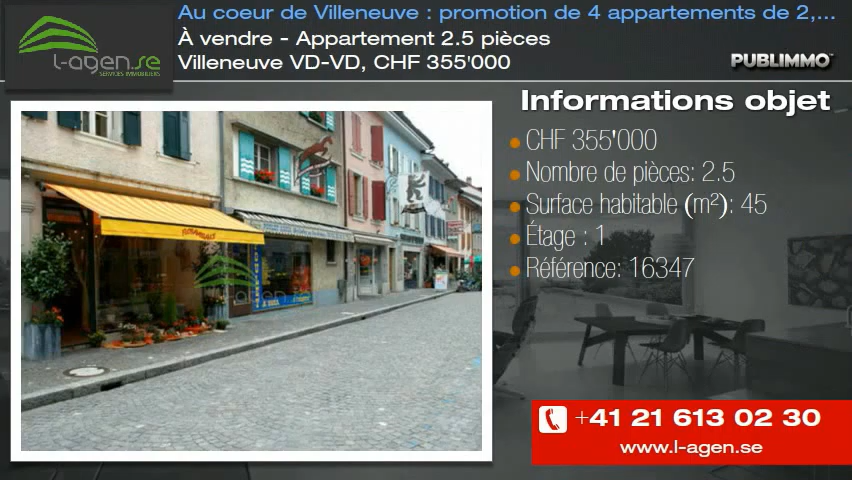 Au coeur de Villeneuve : promotion de 4 appartements de 2,...
À vendre - Appartement 2.5 pièces
Villeneuve VD-VD, CHF 355'000
l-agen.se
SERVICES IMMOBILIERS
PUBLIMMO
Informations objet
CHF 355'000
Nombre de pièces: 2.5
Surface habitable (m²): 45
Étage : 1
Référence: 16347
l-agen.se
+41 21 613 02 30
www.l-agen.se